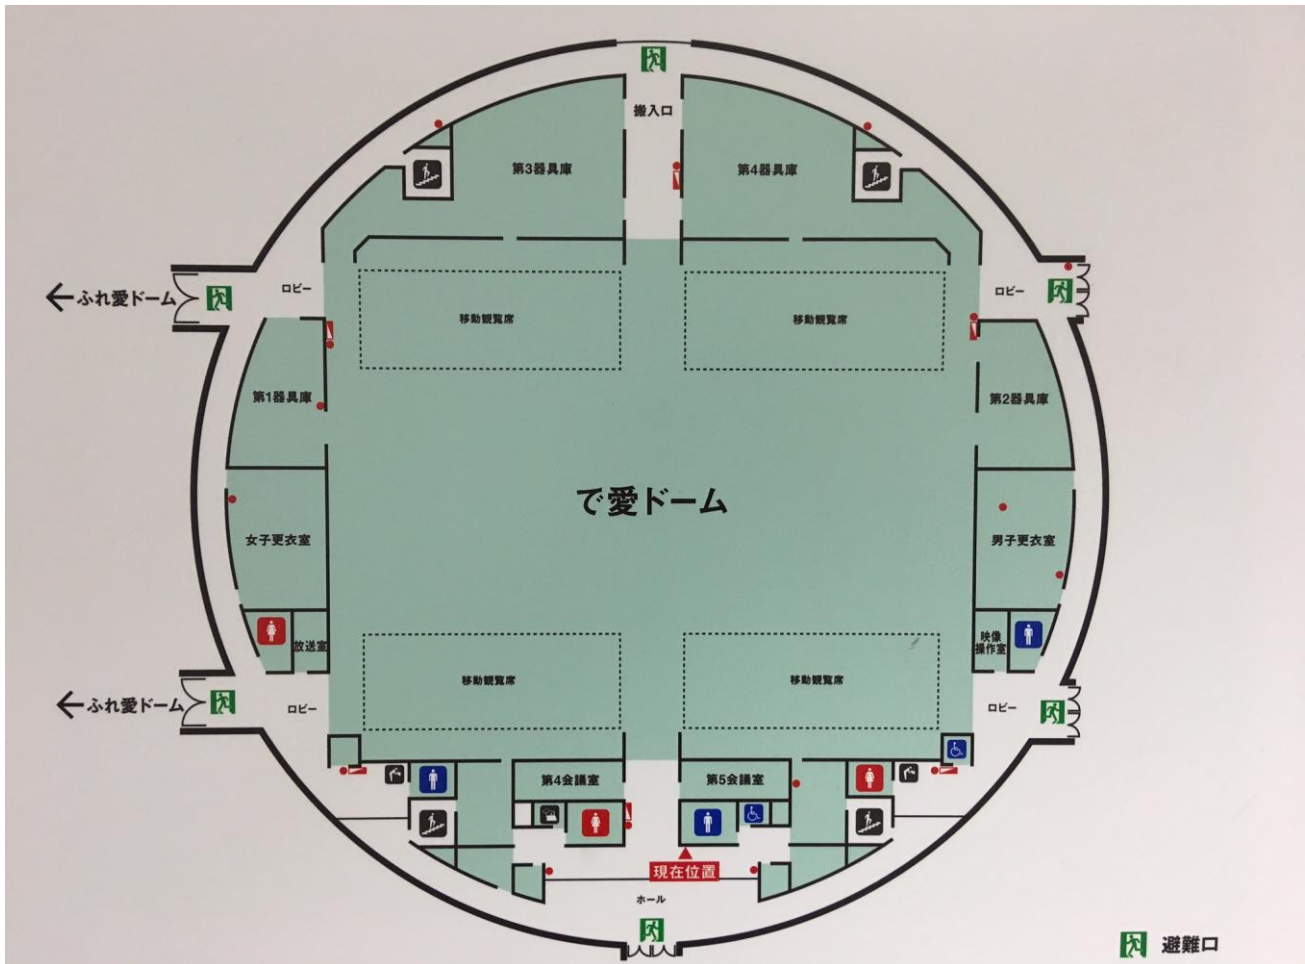 搬入口
第3器具庫
第4器具庫
←ふれ愛ドーム
ロビー
ロビー
移動観覧席
移動観覧席
第1器具庫
第2器具庫
で愛ドーム
女子更衣室
男子更衣室
放送室
映像
操作室
移動観覧席
移動観覧席
←ふれ愛ドーム
ロビー
ロビー
第4会議室
第5会議室
現在位置
ホール
避難口